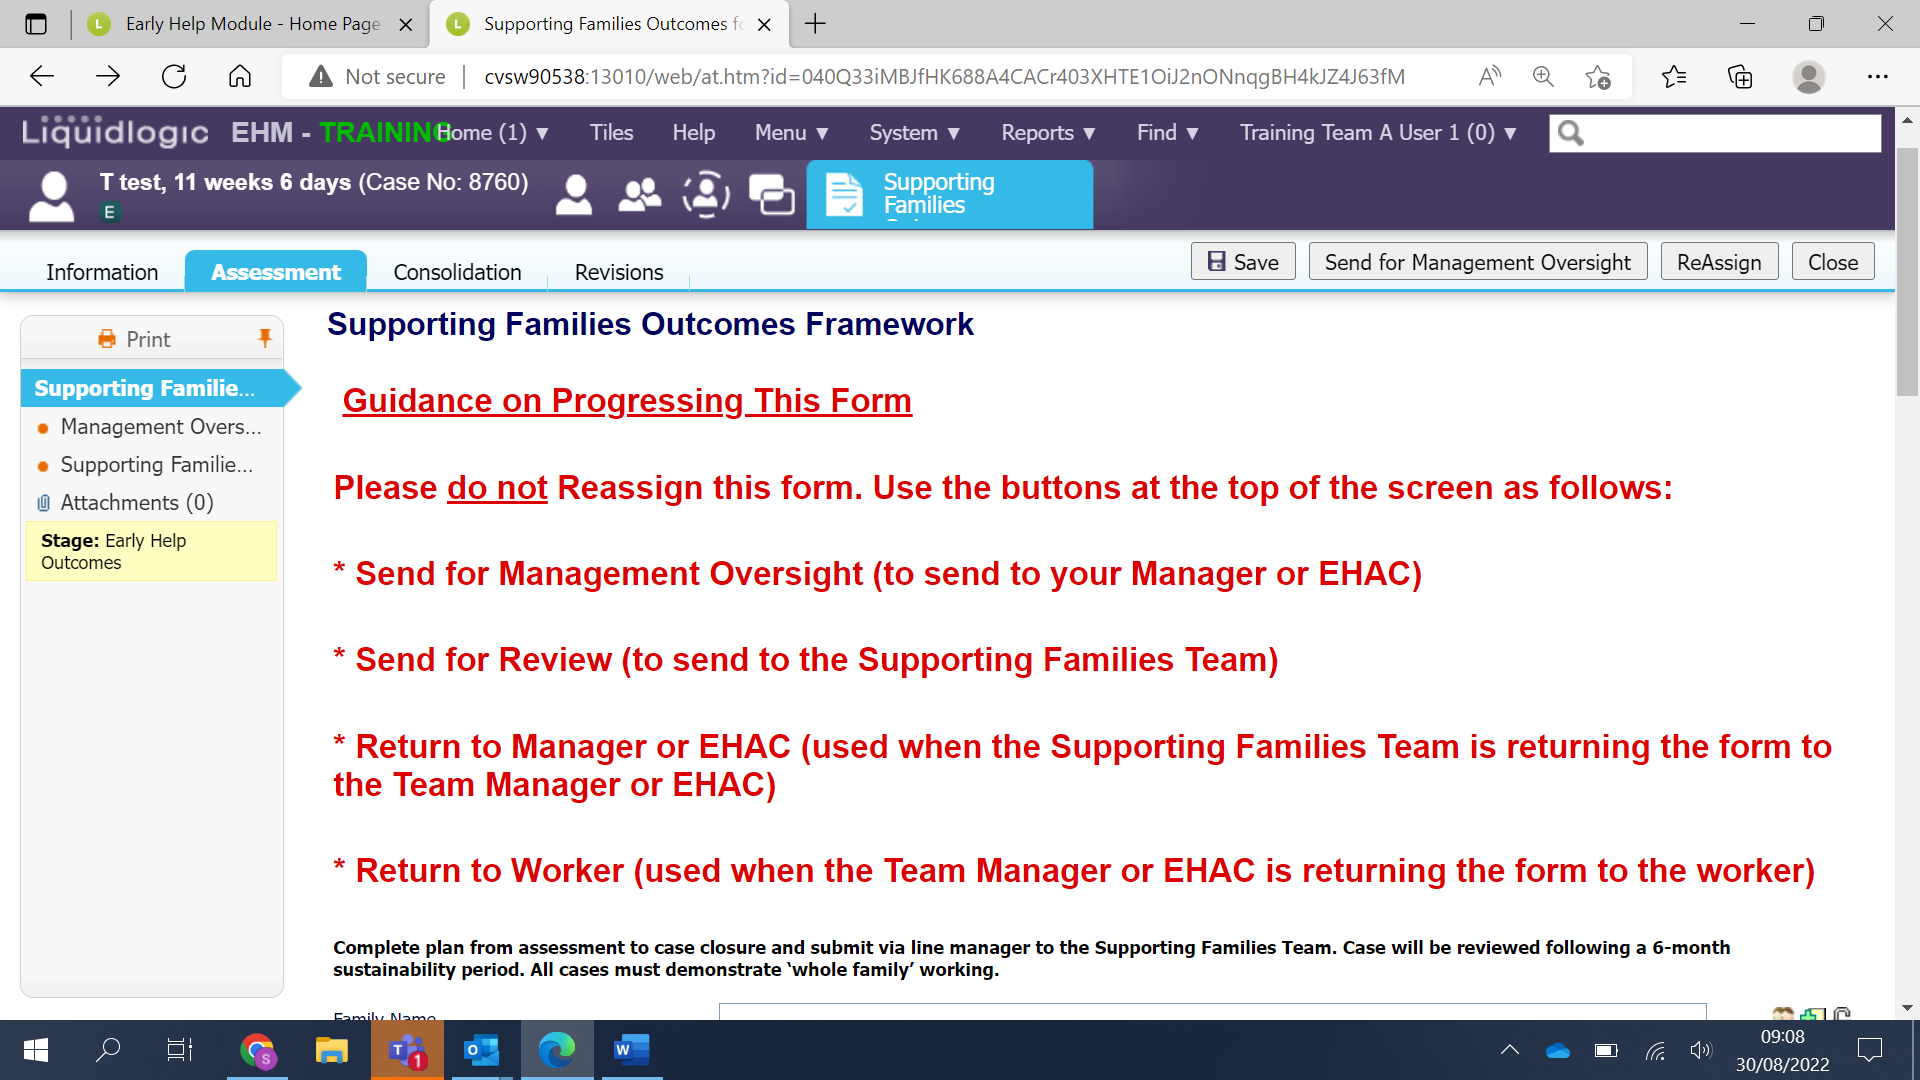 Early Help Module - Home Page
Supporting Families Outcomes fo
Not secure
cvsw90538:13010/web/at.htm?id=040Q33iMBJfHK688A4CACr403XHTE1OiJ2nONnqgBH4kJZ4J63fM
Liquidlogic EHM - TRAINING Home (1) ▼ Tiles Help Menu ▼ System ▼ Reports ▼ Find ▼ Training Team A User 1 (0) ▼
T test, 11 weeks 6 days (Case No: 8760)
E
Supporting
Families
Information Assessment Consolidation Revisions
Save Send for Management Oversight ReAssign Close
Print
Supporting Familie...
Management Overs...
Supporting Familie...
Attachments (0)
Stage: Early Help
Outcomes
Supporting Families Outcomes Framework
Guidance on Progressing This Form
Please do not Reassign this form. Use the buttons at the top of the screen as follows:
* Send for Management Oversight (to send to your Manager or EHAC)
* Send for Review (to send to the Supporting Families Team)
* Return to Manager or EHAC (used when the Supporting Families Team is returning the form to
the Team Manager or EHAC)
* Return to Worker (used when the Team Manager or EHAC is returning the form to the worker)
Complete plan from assessment to case closure and submit via line manager to the Supporting Families Team. Case will be reviewed following a 6-month
sustainability period. All cases must demonstrate ‘whole family’ working.
Family Name
09:08
30/08/2022